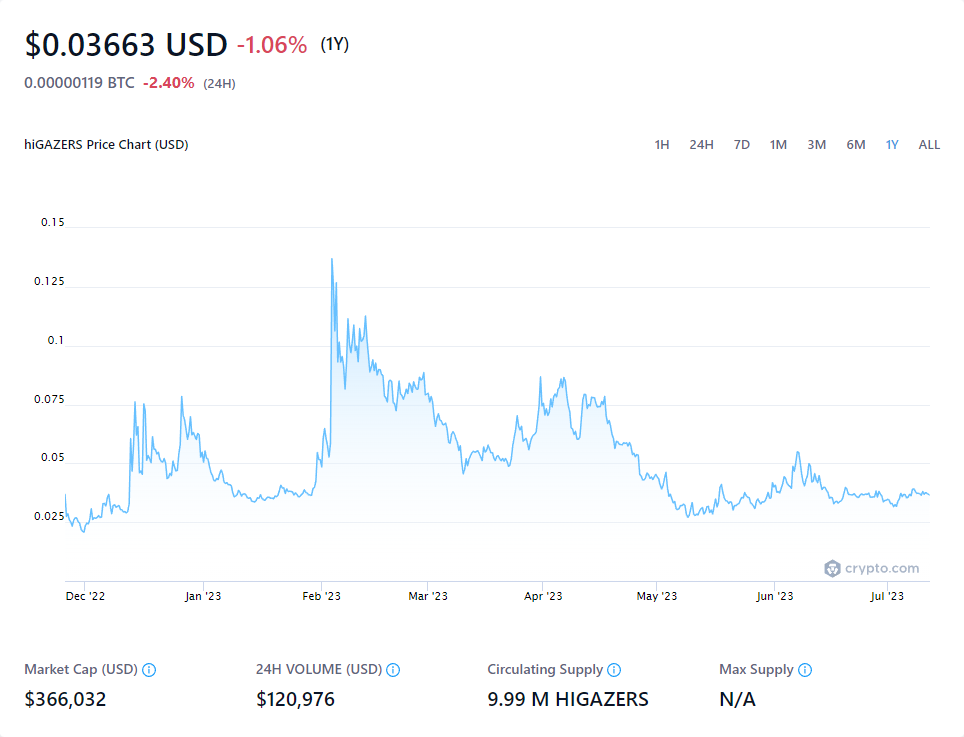 $0.03663 USD -1.06% (1Y)
0.00000119 BTC -2.40% (24H)
hiGAZERS Price Chart (USD) 1H 24H 7D 1M 3M 6M 1Y ALL
0.15
0.125
0.1
0.075
0.05
0.025
crypto.com
Dec '22 Jan '23 Feb '23 Mar '23 Apr '23 May '23 Jun '23 Jul '23
Market Cap (USD) 24H VOLUME (USD) Circulating Supply Max Supply
$366,032 $120,976 9.99 M HIGAZERS N/A